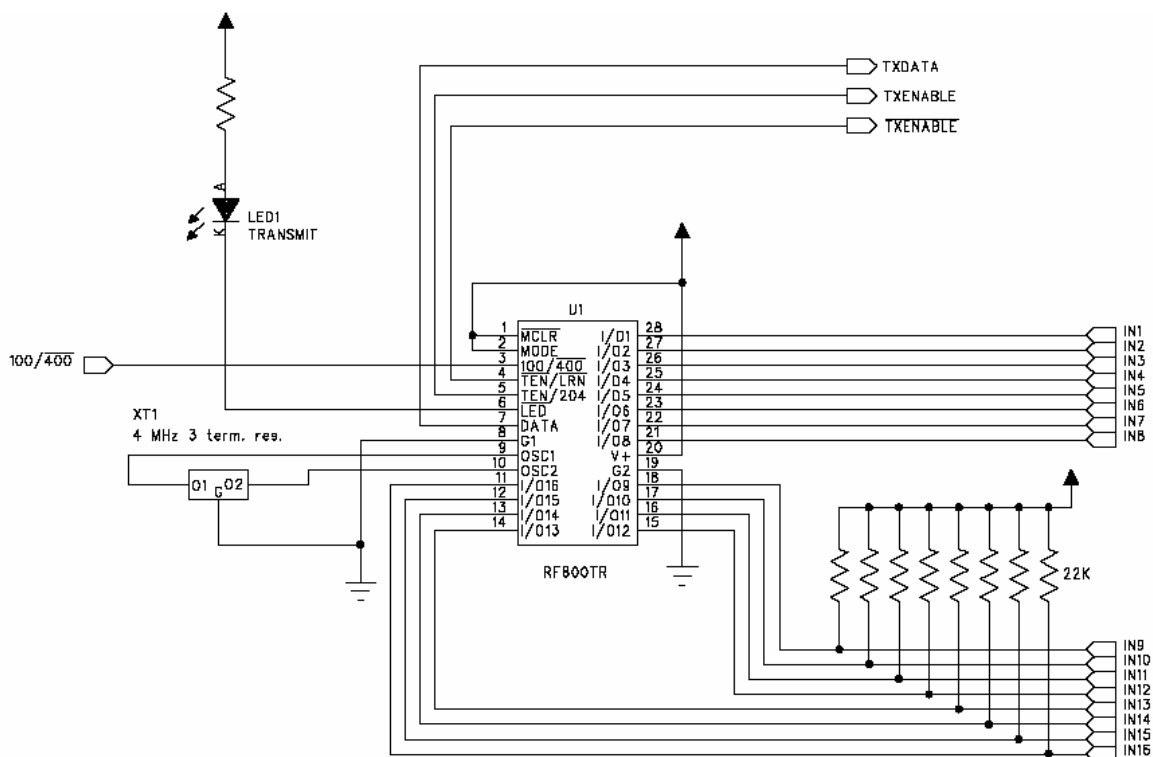 TXDATA
TXENABLE
TXENABLE
A
K
LED1
TRANSMIT
100/400
XT1
4 MHz 3 term. res.
O1 G O2
U1
1 MCLR I/O1 28 IN1
2 MODE I/O2 27 IN2
3 100/400 I/O3 26 IN3
4 TEN/LRN I/O4 25 IN4
5 TEN/204 I/O5 24 IN5
6 LED I/O6 23 IN6
7 DATA I/O7 22 IN7
8 G1 I/O8 21 IN8
9 OSC1 V+ 20
10 OSC2 G2 19
11 I/O16 I/O9 18
12 I/O15 I/O10 17
13 I/O14 I/O11 16
14 I/O13 I/O12 15
RF800TR
22K
IN9
IN10
IN11
IN12
IN13
IN14
IN15
IN16